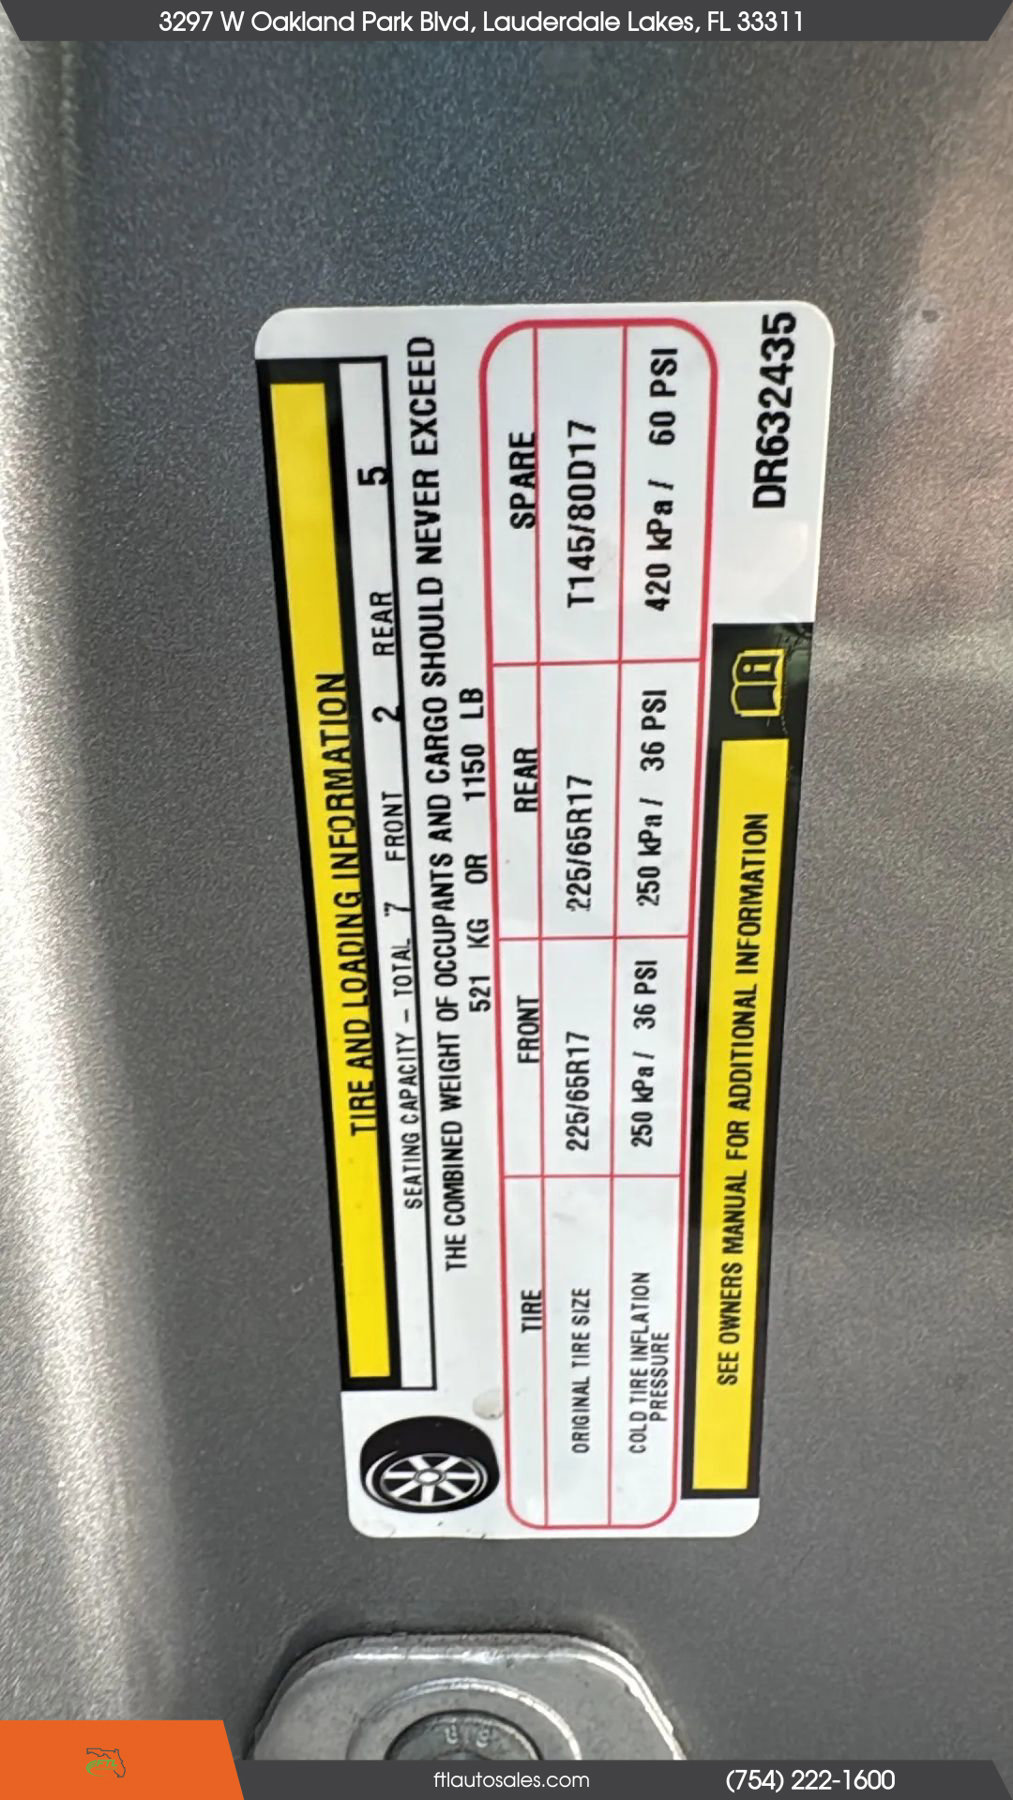 3297 W Oakland Park Blvd, Lauderdale Lakes, FL 33311
TIRE AND LOADING INFORMATION
SEATING CAPACITY – TOTAL 7 FRONT 2 REAR 5
THE COMBINED WEIGHT OF OCCUPANTS AND CARGO SHOULD NEVER EXCEED
521 KG OR 1150 LB
TIRE FRONT REAR SPARE
ORIGINAL TIRE SIZE 225/65R17 225/65R17 T145/80D17
COLD TIRE INFLATION PRESSURE 250 kPa / 36 PSI 250 kPa / 36 PSI 420 kPa / 60 PSI
SEE OWNERS MANUAL FOR ADDITIONAL INFORMATION
DR632435
ftlautosales.com
(754) 222-1600